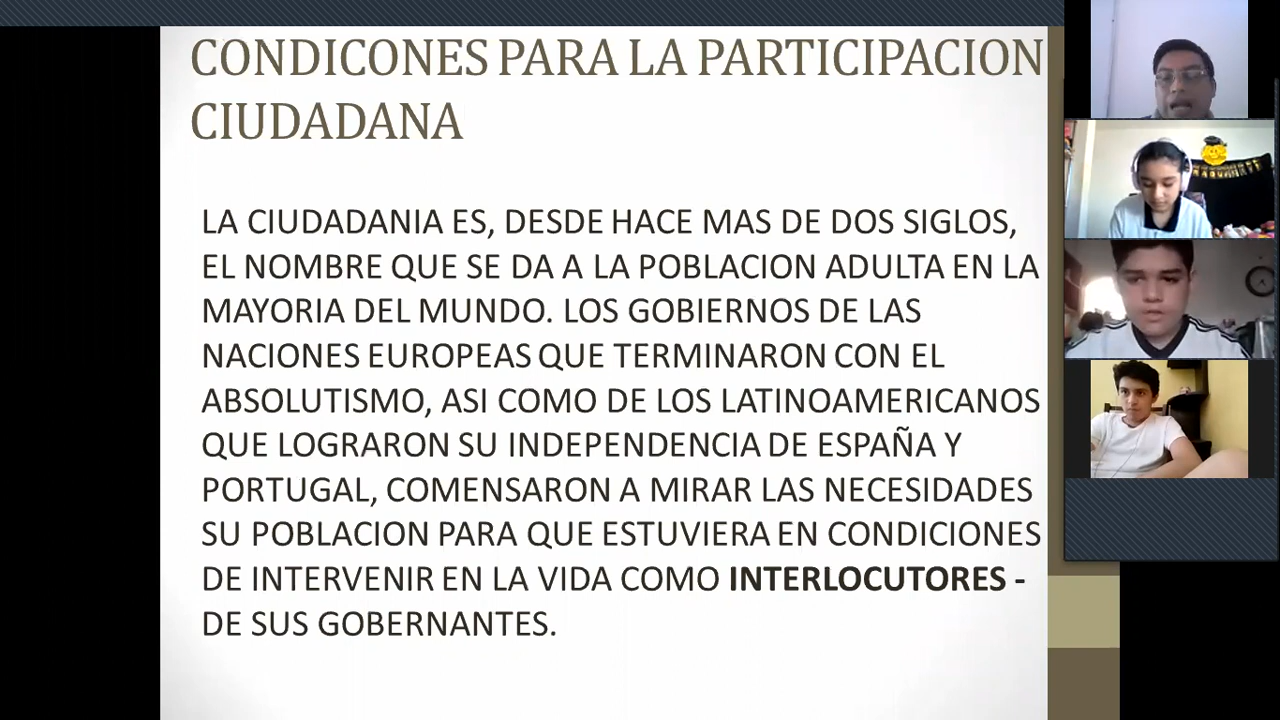 CONDICONES PARA LA PARTICIPACION
CIUDADANA
LA CIUDADANIA ES, DESDE HACE MAS DE DOS SIGLOS,
EL NOMBRE QUE SE DA A LA POBLACION ADULTA EN LA
MAYORIA DEL MUNDO. LOS GOBIERNOS DE LAS
NACIONES EUROPEAS QUE TERMINARON CON EL
ABSOLUTISMO, ASI COMO DE LOS LATINOAMERICANOS
QUE LOGRARON SU INDEPENDENCIA DE ESPAÑA Y
PORTUGAL, COMENSARON A MIRAR LAS NECESIDADES
SU POBLACION PARA QUE ESTUVIERA EN CONDICIONES
DE INTERVENIR EN LA VIDA COMO INTERLOCUTORES -
DE SUS GOBERNANTES.